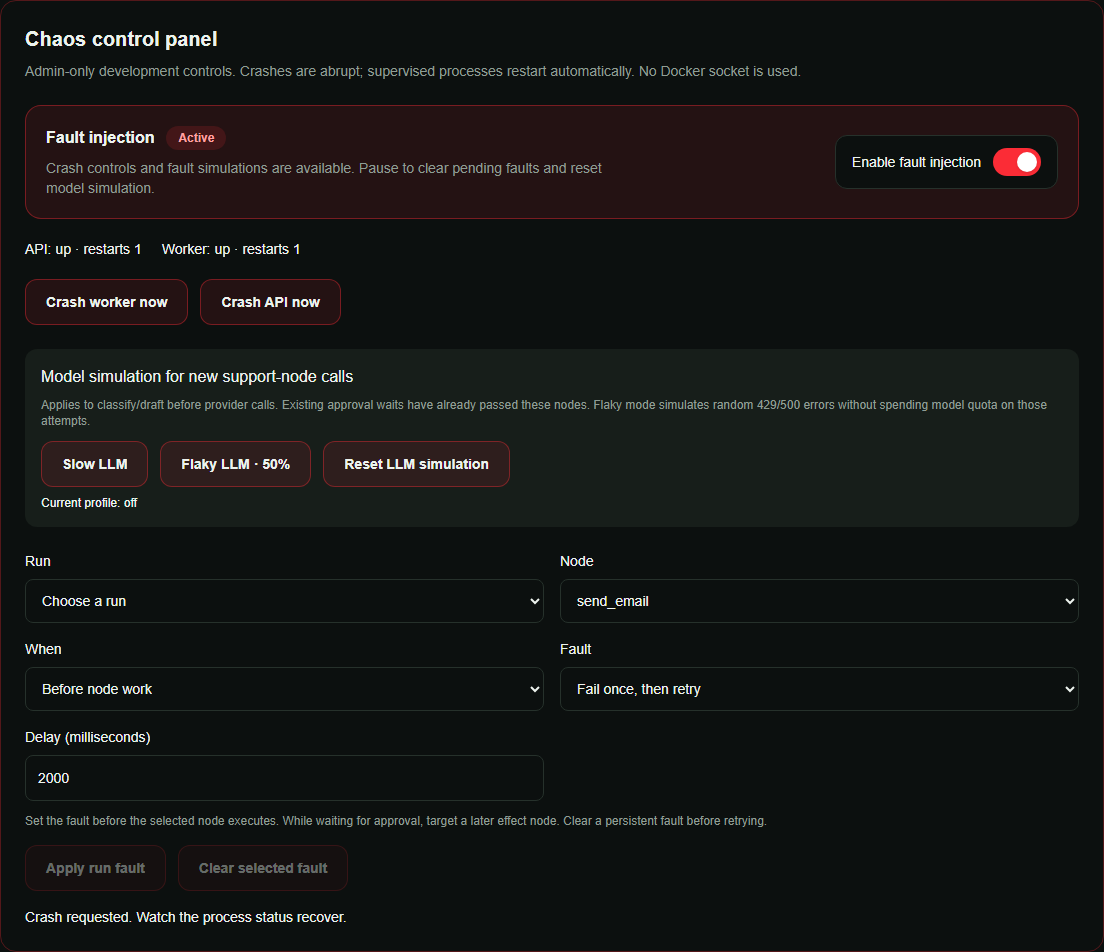 Chaos control panel
Admin-only development controls. Crashes are abrupt; supervised processes restart automatically. No Docker socket is used.
Fault injection Active
Crash controls and fault simulations are available. Pause to clear pending faults and reset
model simulation.
Enable fault injection
API: up · restarts 1 Worker: up · restarts 1
Crash worker now Crash API now
Model simulation for new support-node calls
Applies to classify/draft before provider calls. Existing approval waits have already passed these nodes. Flaky mode simulates random 429/500 errors without spending model quota on those
attempts.
Slow LLM Flaky LLM · 50% Reset LLM simulation
Current profile: off
Run Node
Choose a run send_email
When Fault
Before node work Fail once, then retry
Delay (milliseconds)
2000
Set the fault before the selected node executes. While waiting for approval, target a later effect node. Clear a persistent fault before retrying.
Apply run fault Clear selected fault
Crash requested. Watch the process status recover.